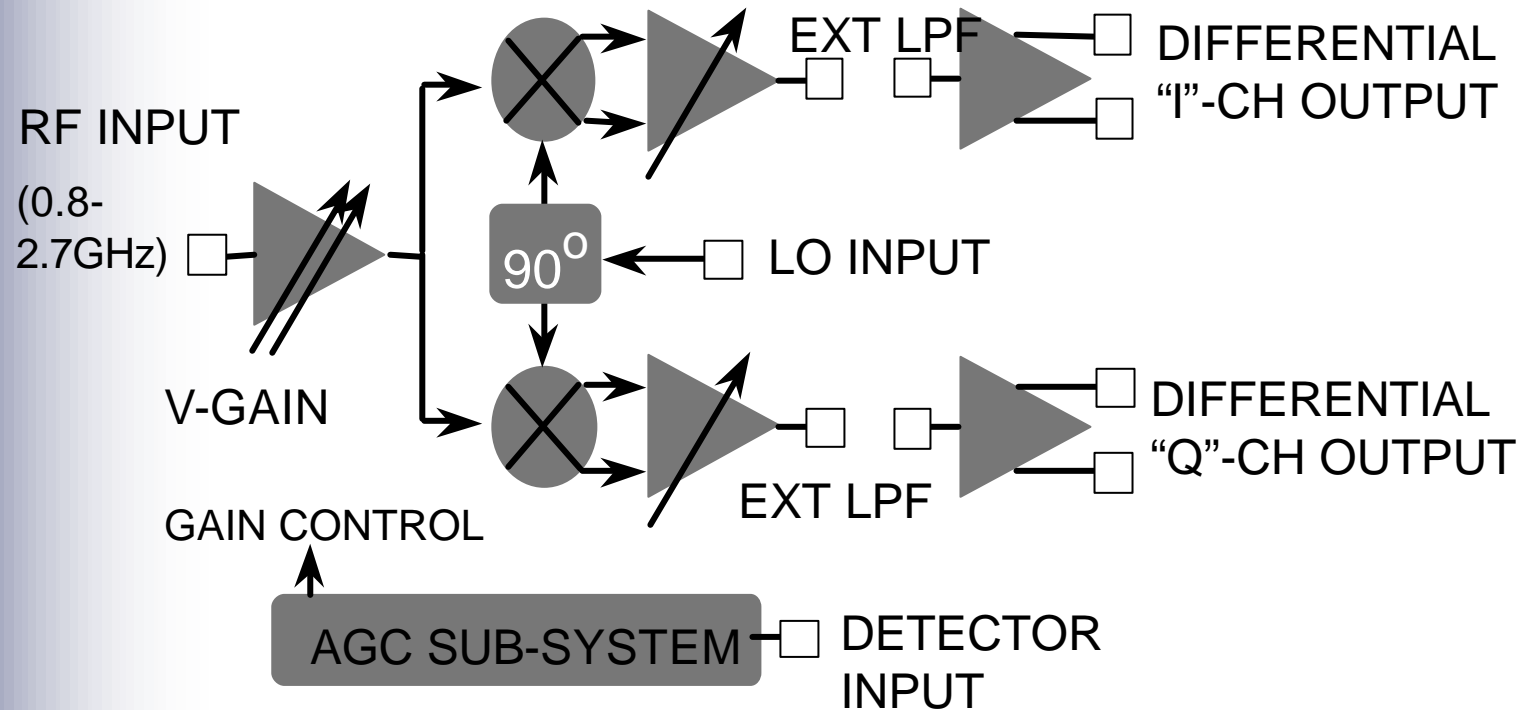 EXT LPF
DIFFERENTIAL
“I”-CH OUTPUT
RF INPUT
(0.8-
2.7GHz)
90o
LO INPUT
V-GAIN
DIFFERENTIAL
“Q”-CH OUTPUT
EXT LPF
GAIN CONTROL
AGC SUB-SYSTEM
DETECTOR
INPUT